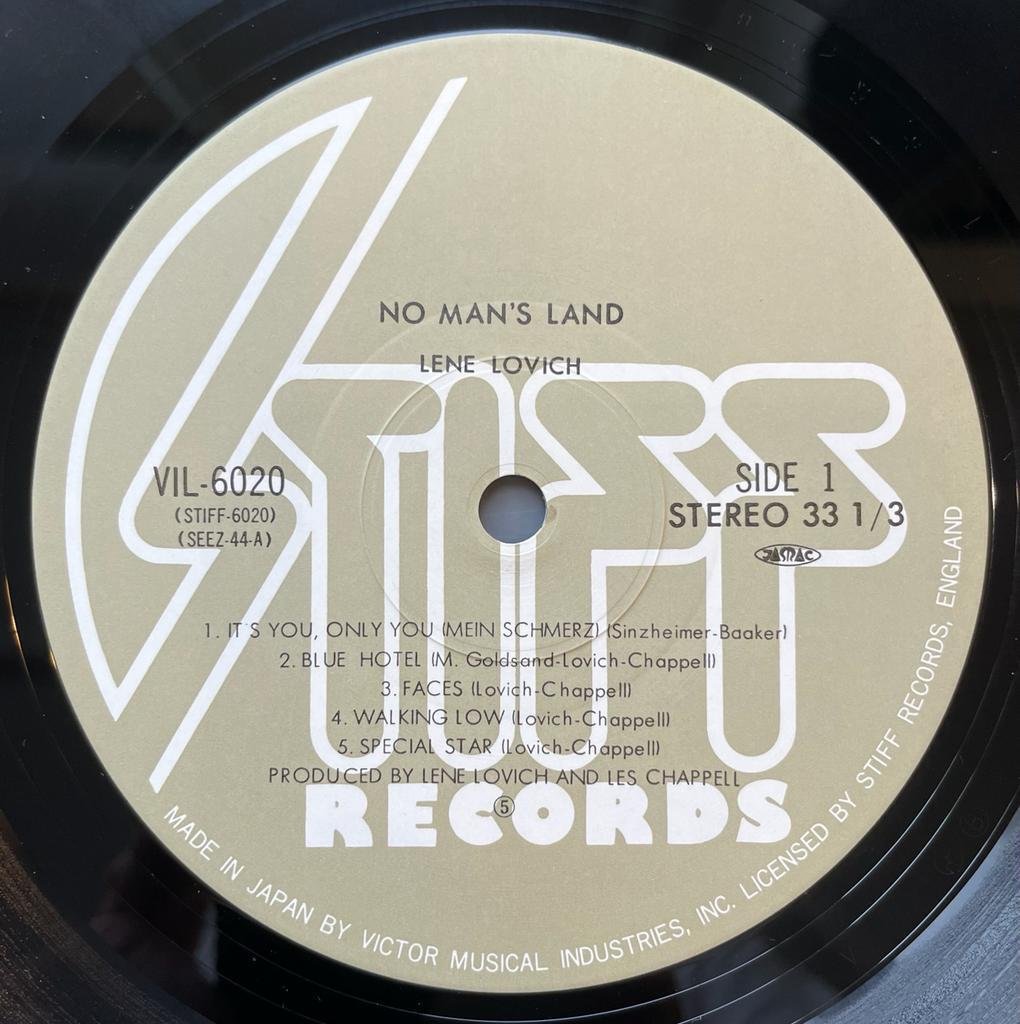 NO MAN'S LAND
LENE LOVICH
VIL-6020
(STIFF-6020)
(SEEZ-44-A)
SIDE 1
STEREO 33 1/3
JASRAC
STIFF
1. IT'S YOU, ONLY YOU (MEIN SCHMERZ) (Sinzheimer-Baaker)
2. BLUE HOTEL (M. Goldsand-Lovich-Chappell)
3. FACES (Lovich-Chappell)
4. WALKING LOW (Lovich-Chappell)
5. SPECIAL STAR (Lovich-Chappell)
PRODUCED BY LENE LOVICH AND LES CHAPPELL
5
RECORDS
MADE IN JAPAN BY VICTOR MUSICAL INDUSTRIES, INC. LICENSED BY STIFF RECORDS, ENGLAND